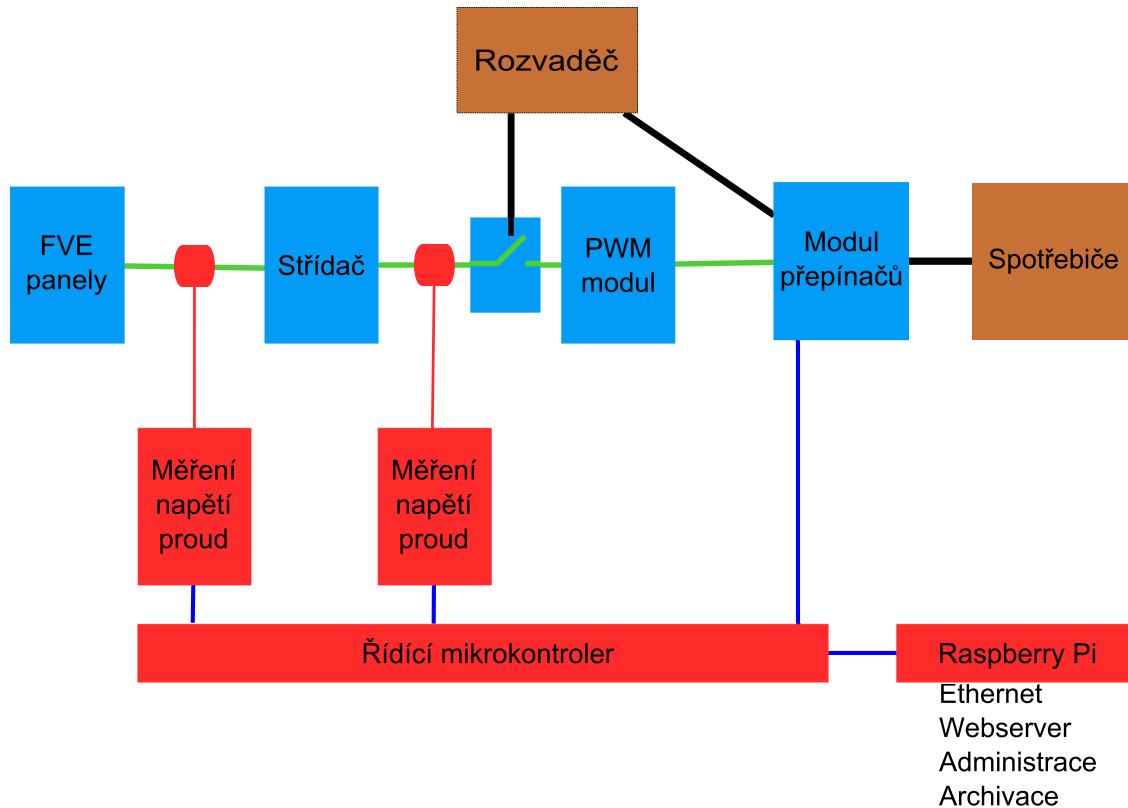 Rozvaděč
FVE
panely
Střídač
PWM
modul
Modul
přepínačů
Spotřebiče
Měření
napětí
proud
Měření
napětí
proud
Řídící mikrokontroler
Raspberry Pi
Ethernet
Webserver
Administrace
Archivace